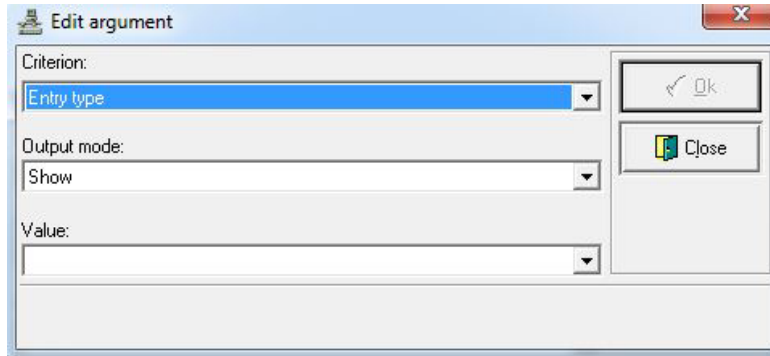 Edit argument
Criterion:
Entry type
Ok
Output mode:
Close
Show
Value: